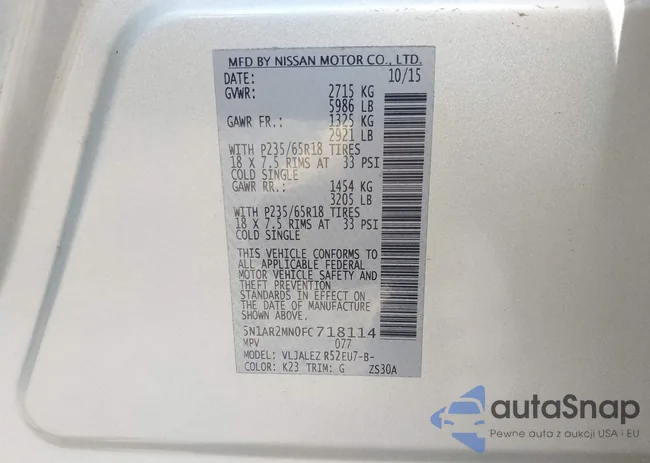 MFD BY NISSAN MOTOR CO., LTD.
DATE: 10/15
GVWR: 2715 KG
5986 LB
GAWR FR.: 1325 KG
2921 LB
WITH P235/65R18 TIRES
18 X 7.5 RIMS AT 33 PSI
COLD SINGLE
GAWR RR.: 1454 KG
3205 LB
WITH P235/65R18 TIRES
18 X 7.5 RIMS AT 33 PSI
COLD SINGLE
THIS VEHICLE CONFORMS TO
ALL APPLICABLE FEDERAL
MOTOR VEHICLE SAFETY AND
THEFT PREVENTION
STANDARDS IN EFFECT ON
THE DATE OF MANUFACTURE
SHOWN ABOVE.
5N1AR2MN0FC718114
MPV 077
MODEL: VLJALEZ R52EU7-B-
COLOR: K23 TRIM: G ZS30A
autaSnap
Pewne auta z aukcji USA i EU